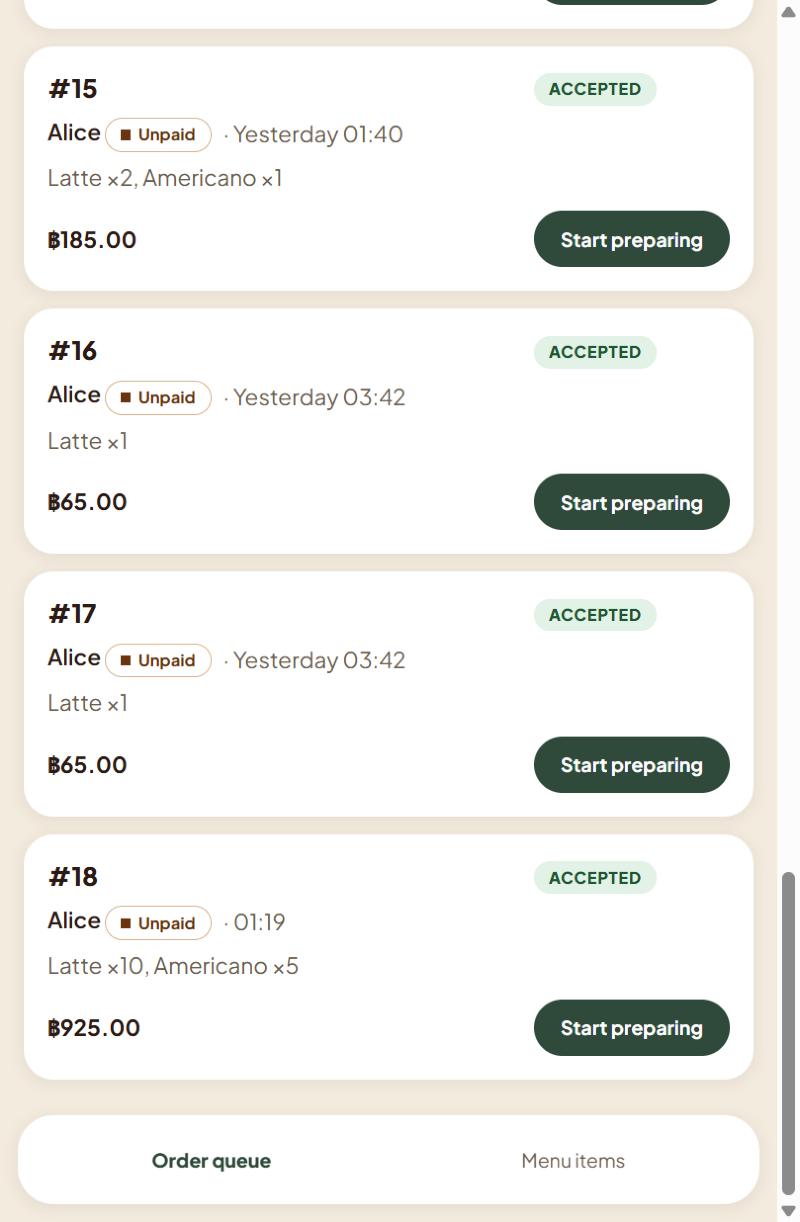 #15 ACCEPTED
Alice Unpaid · Yesterday 01:40
Latte ×2, Americano ×1
฿185.00 Start preparing
#16 ACCEPTED
Alice Unpaid · Yesterday 03:42
Latte ×1
฿65.00 Start preparing
#17 ACCEPTED
Alice Unpaid · Yesterday 03:42
Latte ×1
฿65.00 Start preparing
#18 ACCEPTED
Alice Unpaid · 01:19
Latte ×10, Americano ×5
฿925.00 Start preparing
Order queue Menu items